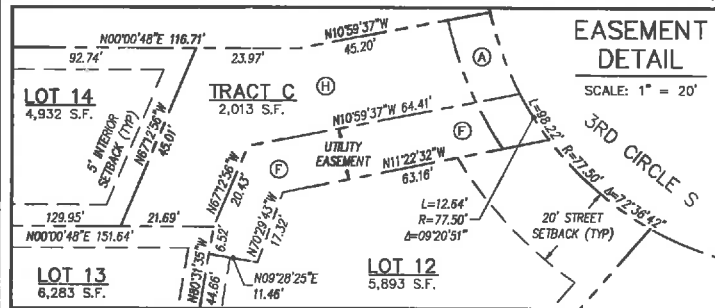 N00°00'48"E 116.71'
92.74'
23.97'
N10°59'37"W
45.20'
EASEMENT
DETAIL
SCALE: 1" = 20'
LOT 14
4,932 S.F.
5' INTERIOR
SETBACK (TYP)
N67°12'56"W
45.01'
TRACT C
2,013 S.F.
H
A
N10°59'37"W 64.41'
UTILITY
EASEMENT
F
F
N11°22'32"W
63.16'
L=98.22'
R=77.50'
Δ=72°36'42"
3RD CIRCLE S
N67°12'56"W
20.43'
N70°29'43"W
17.32'
L=12.64'
R=77.50'
Δ=09°20'51"
20' STREET
SETBACK (TYP)
129.95'
21.69'
N00°00'48"E 151.64'
6.52'
N80°31'35"W
44.66'
N09°28'25"E
11.46'
LOT 13
6,283 S.F.
LOT 12
5,893 S.F.